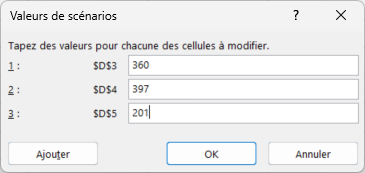 Valeurs de scénarios
Tapez des valeurs pour chacune des cellules à modifier.
1 : $D$3 360
2 : $D$4 397
3 : $D$5 201
Ajouter OK Annuler